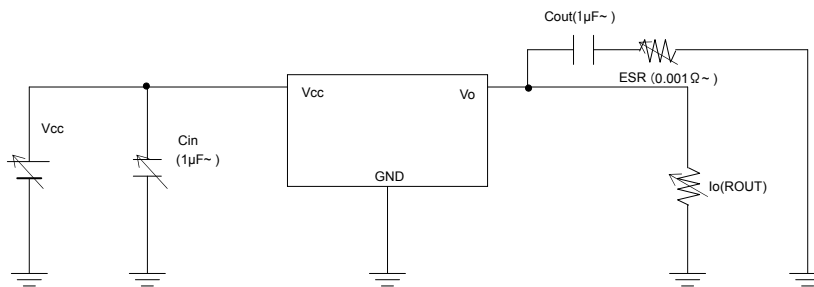 Cout(1μF~ )
ESR (0.001Ω~ )
Vcc
Vo
Vcc
Cin
(1μF~ )
GND
Io(ROUT)